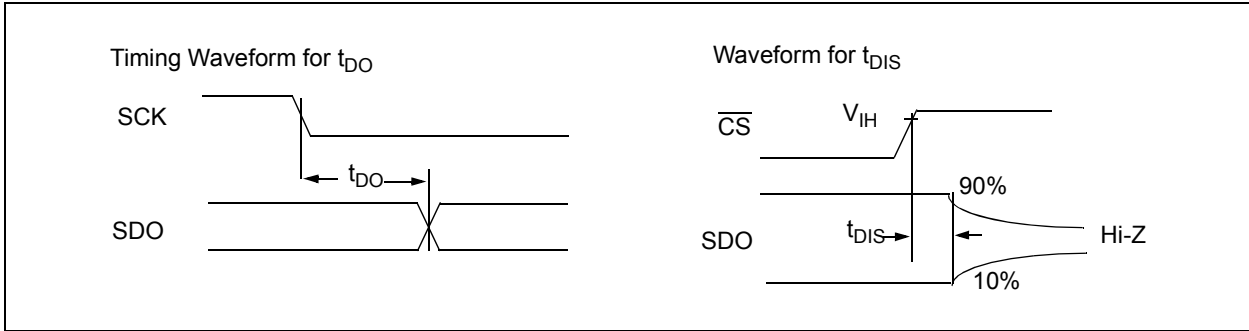 Timing Waveform for tDO
SCK
tDO
SDO
Waveform for tDIS
CS
VIH
90%
SDO
tDIS
Hi-Z
10%